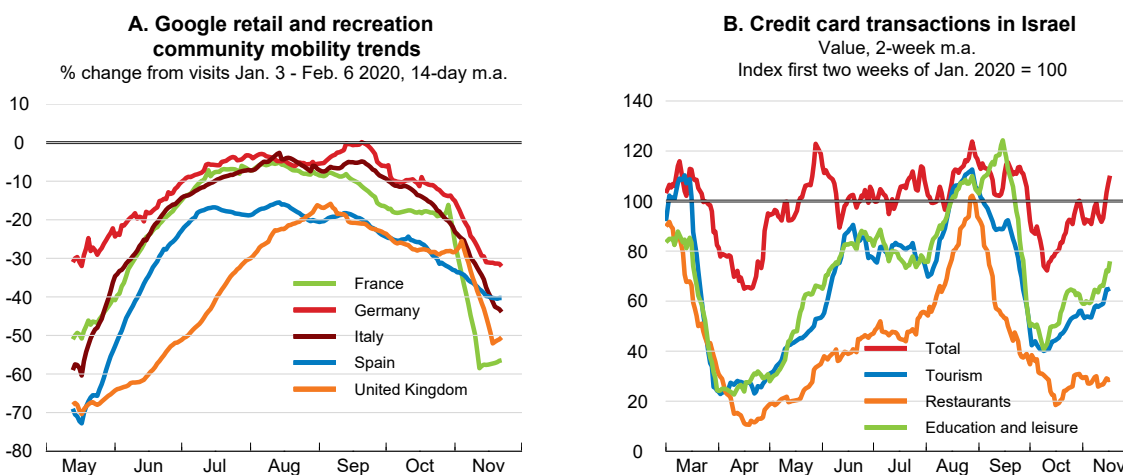 A. Google retail and recreation
community mobility trends
% change from visits Jan. 3 - Feb. 6 2020, 14-day m.a.
10
0
-10
-20
-30
-40
-50
-60
-70
-80
May Jun Jul Aug Sep Oct Nov
France
Germany
Italy
Spain
United Kingdom
B. Credit card transactions in Israel
Value, 2-week m.a.
Index first two weeks of Jan. 2020 = 100
140
120
100
80
60
40
20
0
Mar Apr May Jun Jul Aug Sep Oct Nov
Total
Tourism
Restaurants
Education and leisure